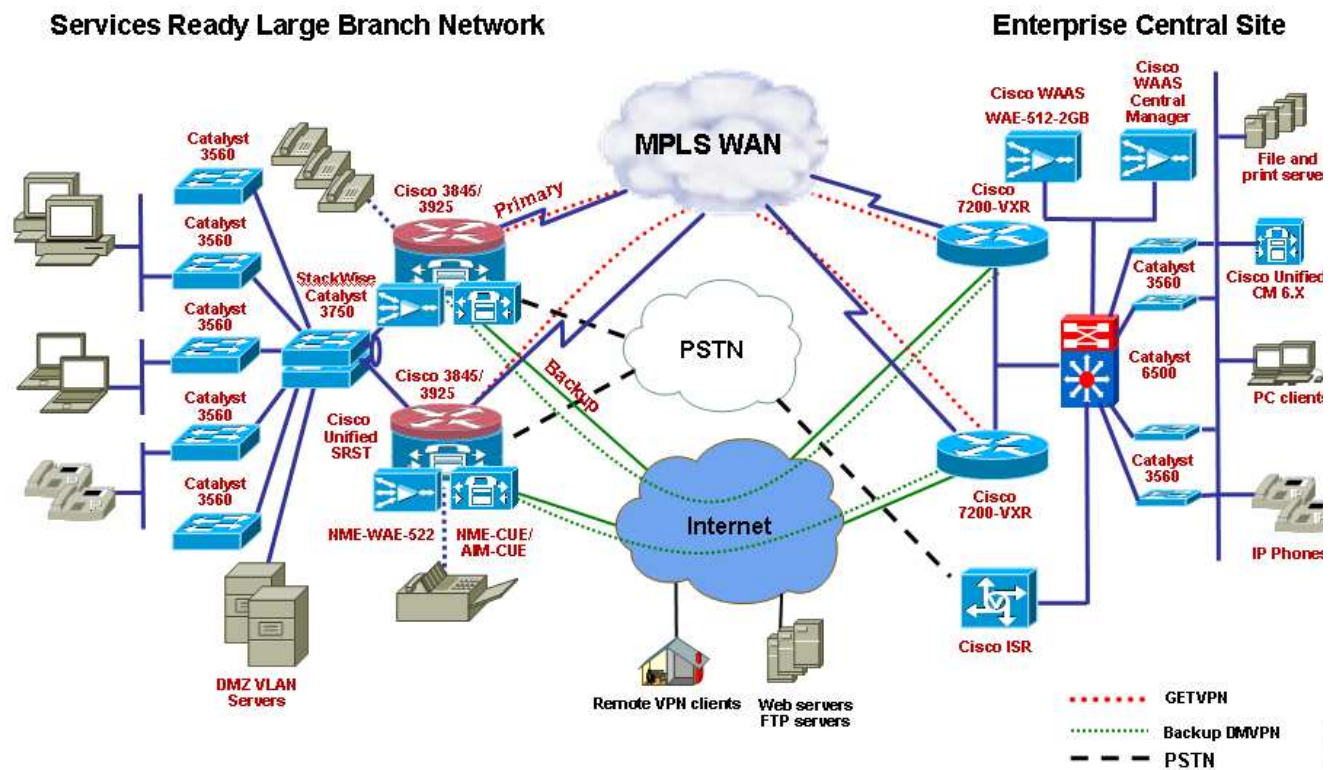 Services Ready Large Branch Network
Enterprise Central Site
Catalyst
3560
Catalyst
3560
Catalyst
3560
Catalyst
3560
Catalyst
3560
StackWise
Catalyst
3750
Cisco 3845/
3925
Primary
MPLS WAN
Cisco 3845/
3925
Cisco
Unified
SRST
Backup
PSTN
NME-WAE-522
NME-CUE/
AIM-CUE
Internet
DMZ VLAN
Servers
Remote VPN clients
Web servers
FTP servers
Cisco
7200-VXR
Cisco
7200-VXR
Cisco ISR
Cisco WAAS
WAE-512-2GB
Cisco
WAAS
Central
Manager
File and
print server
Catalyst
3560
Cisco Unified
CM 6.X
Catalyst
6500
PC clients
Catalyst
3560
IP Phones
GETVPN
Backup DMVPN
PSTN